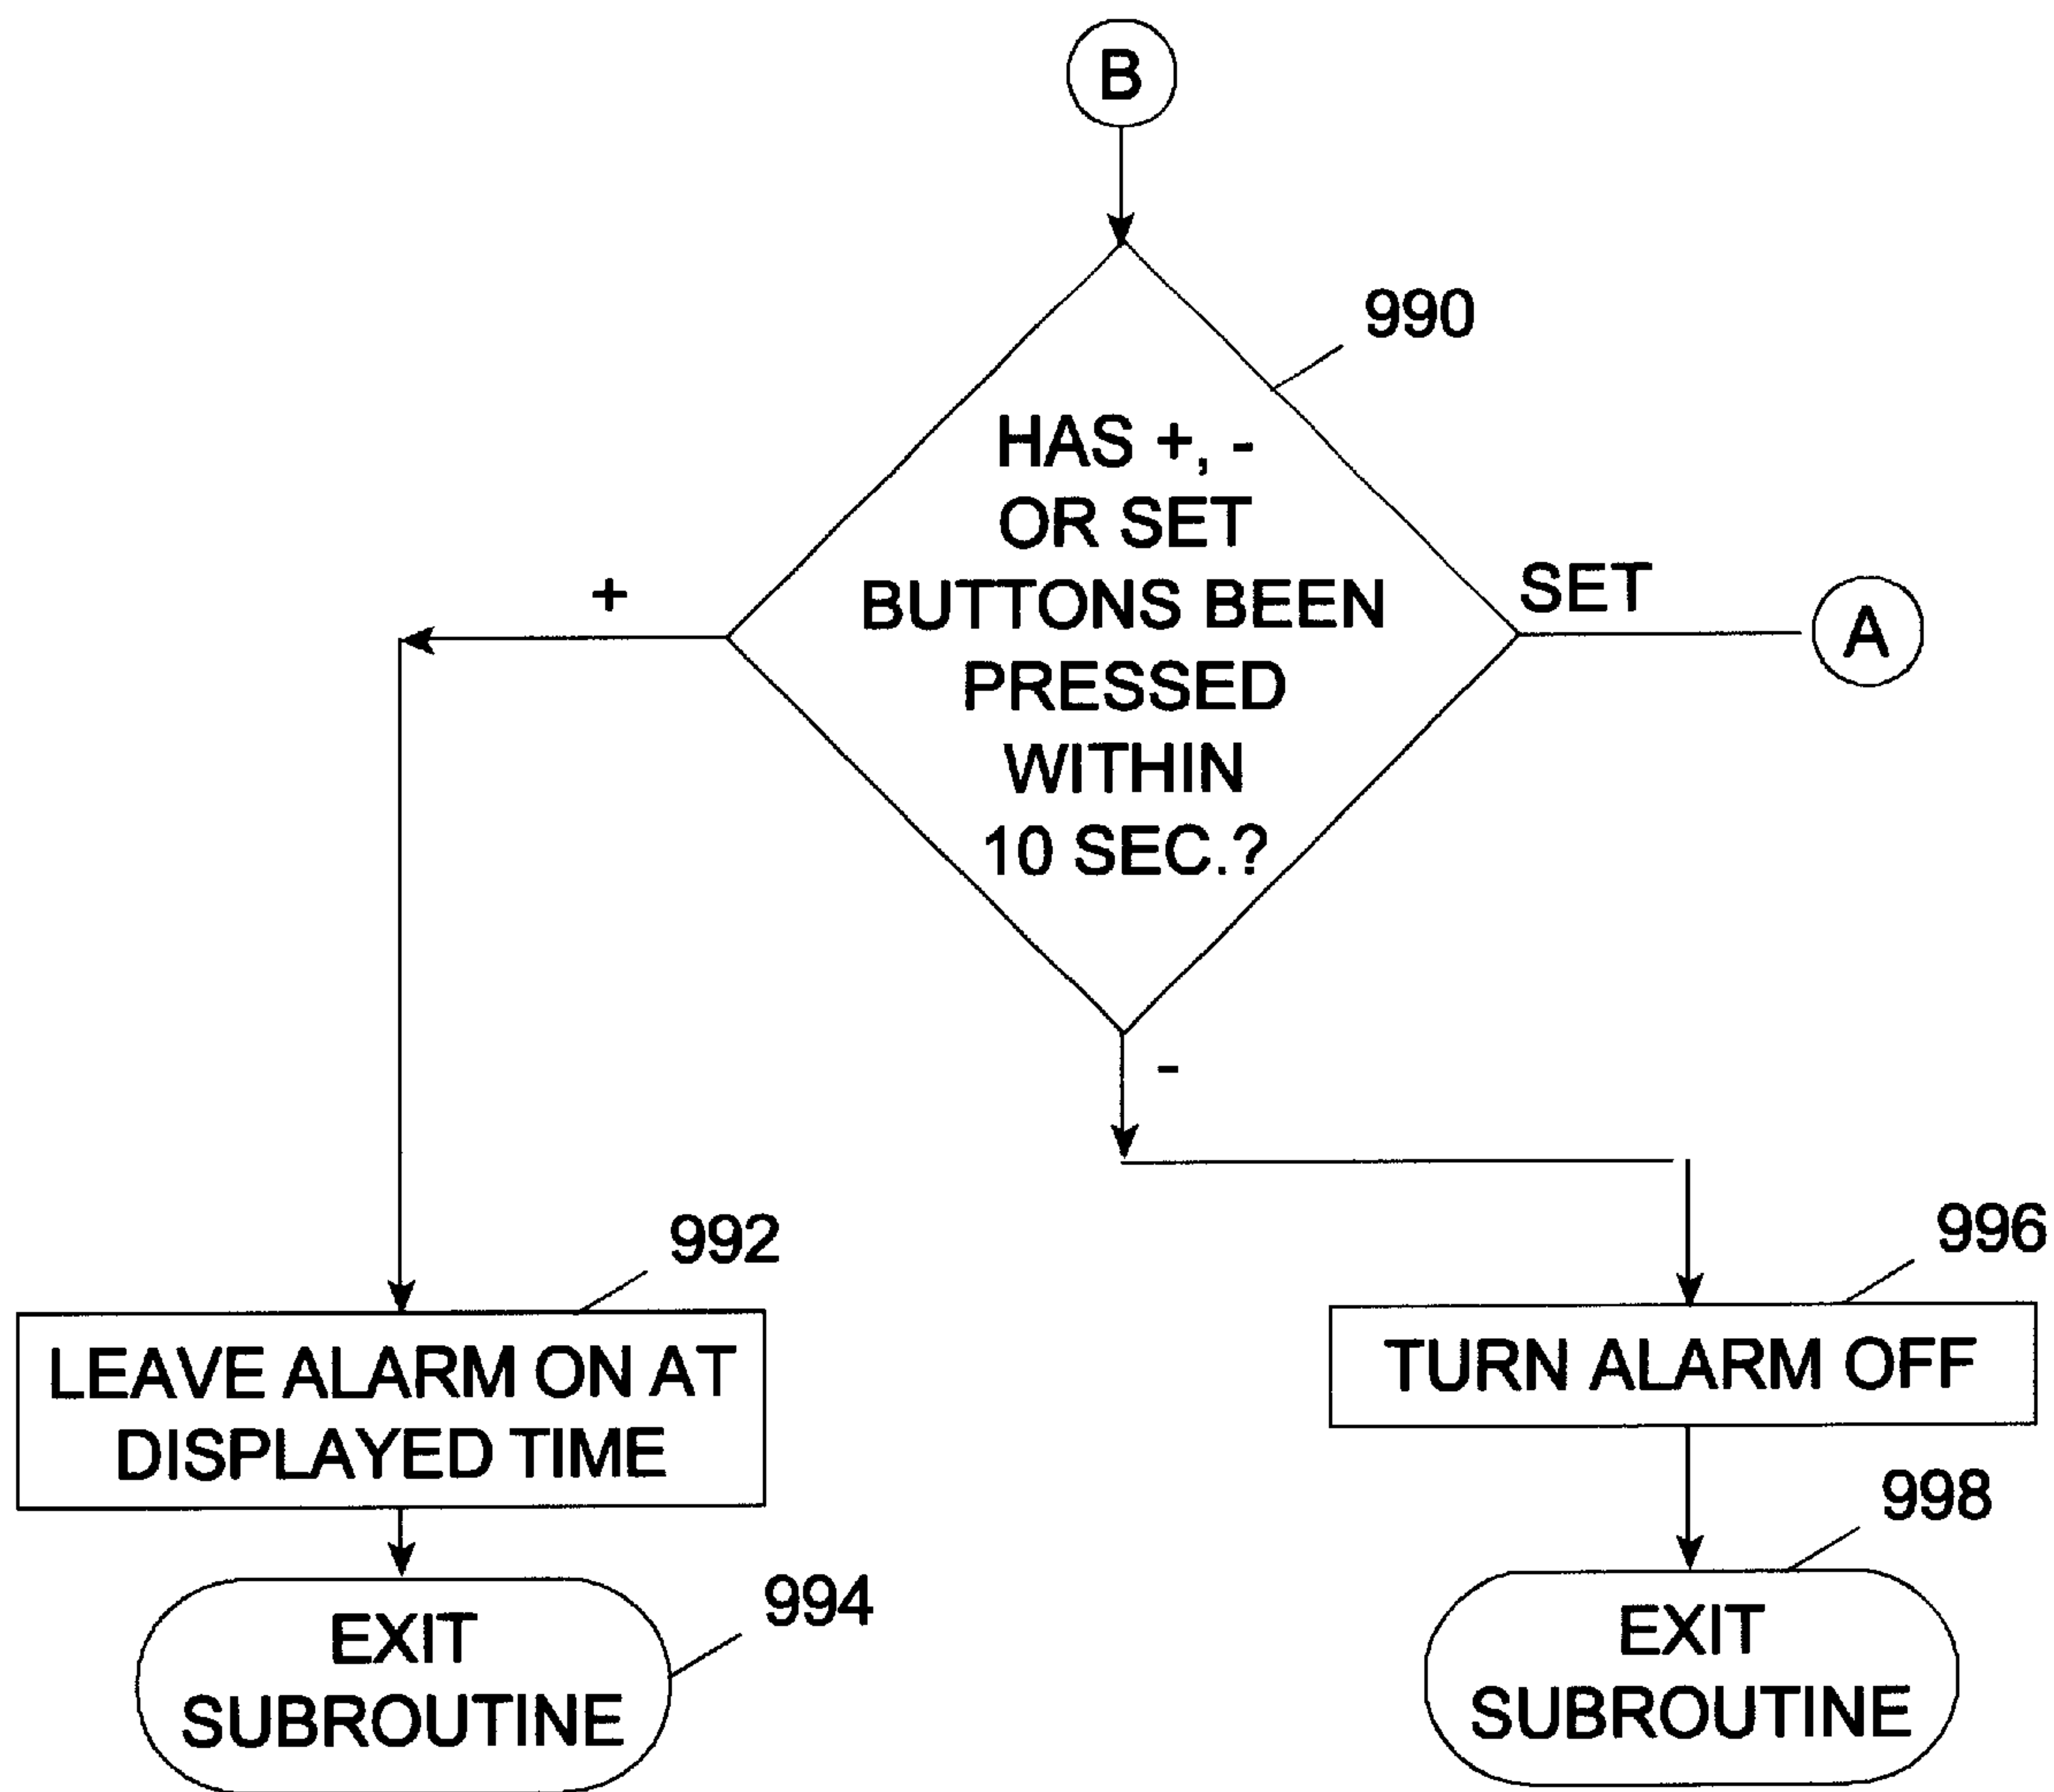 B
990
HAS +, -
OR SET
BUTTONS BEEN
PRESSED
WITHIN
10 SEC.?
+
SET
A
-
992
LEAVE ALARM ON AT
DISPLAYED TIME
996
TURN ALARM OFF
994
EXIT
SUBROUTINE
998
EXIT
SUBROUTINE